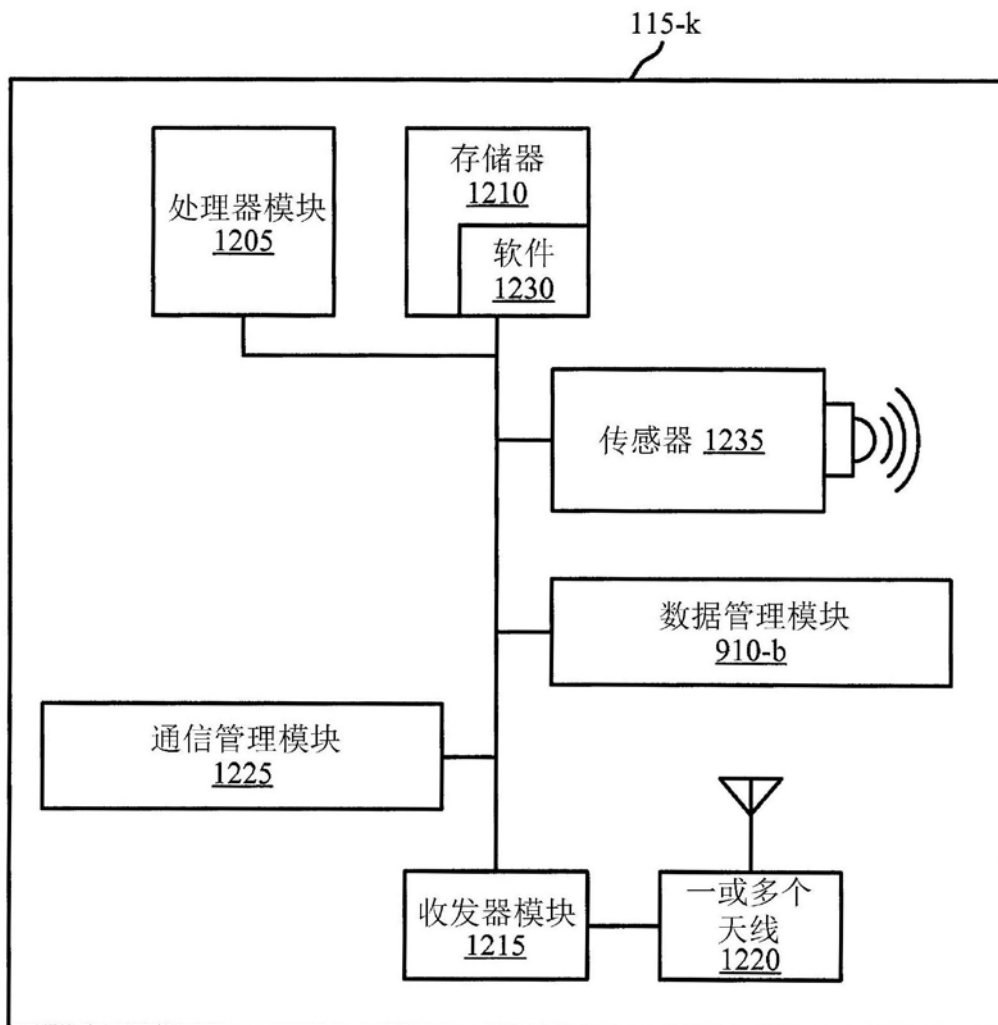 115-k
处理器模块
1205
存储器
1210
软件
1230
传感器 1235
数据管理模块
910-b
通信管理模块
1225
收发器模块
1215
一或多个
天线
1220